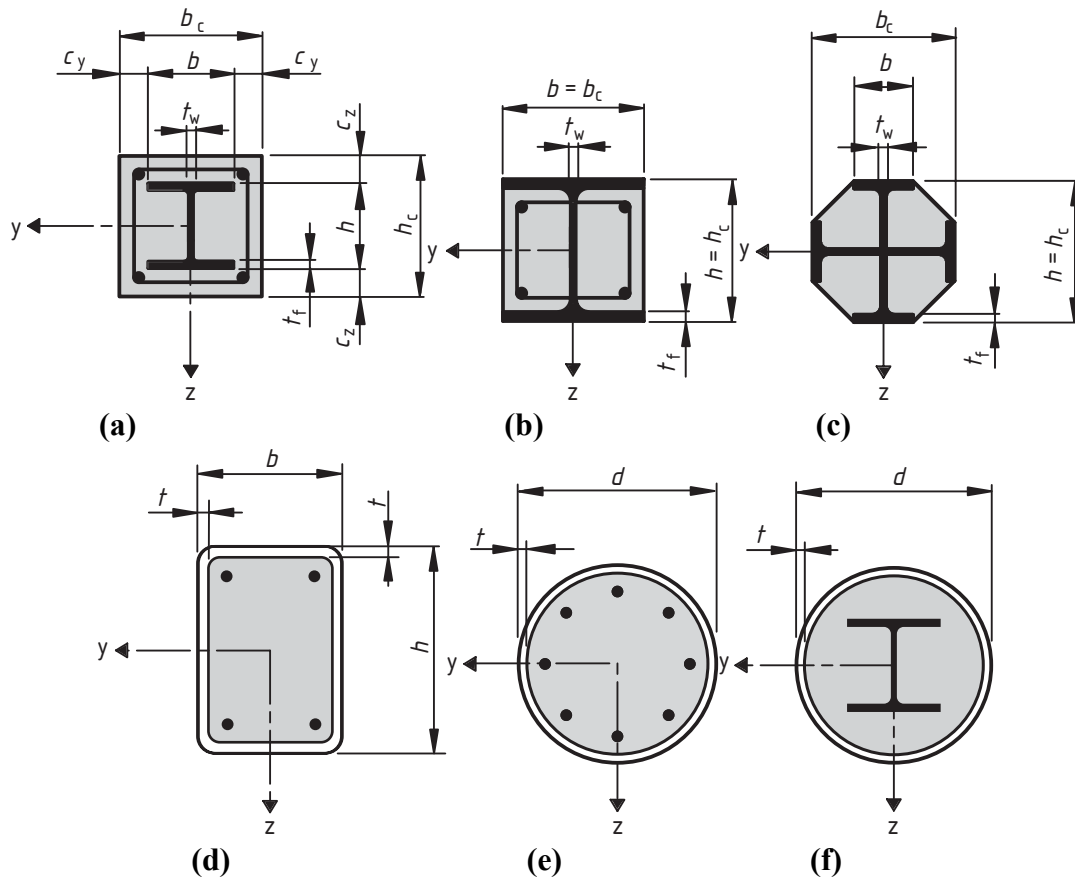 b_c
c_y b c_y
t_w
c_z
h
h_c
y
t_f
c_z
z
(a)
b = b_c
t_w
y
h = h_c
t_f
z
(b)
b_c
b
t_w
y
h = h_c
t_f
z
(c)
b
t
t
y
h
z
(d)
d
t
y
z
(e)
d
t
y
z
(f)